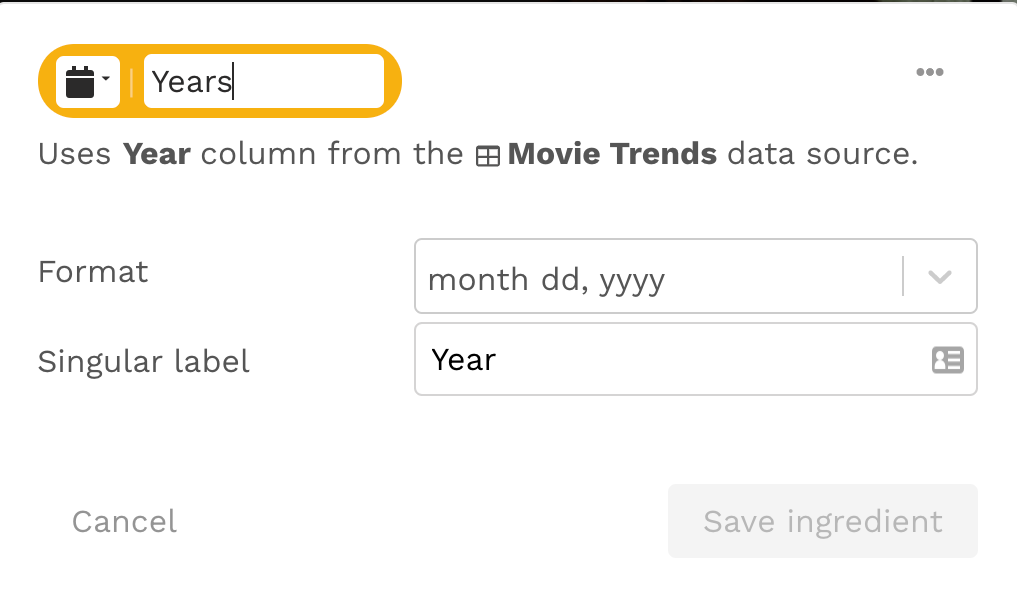 Years
Uses Year column from the Movie Trends data source.
Format
month dd, yyyy
Singular label
Year
Cancel
Save ingredient